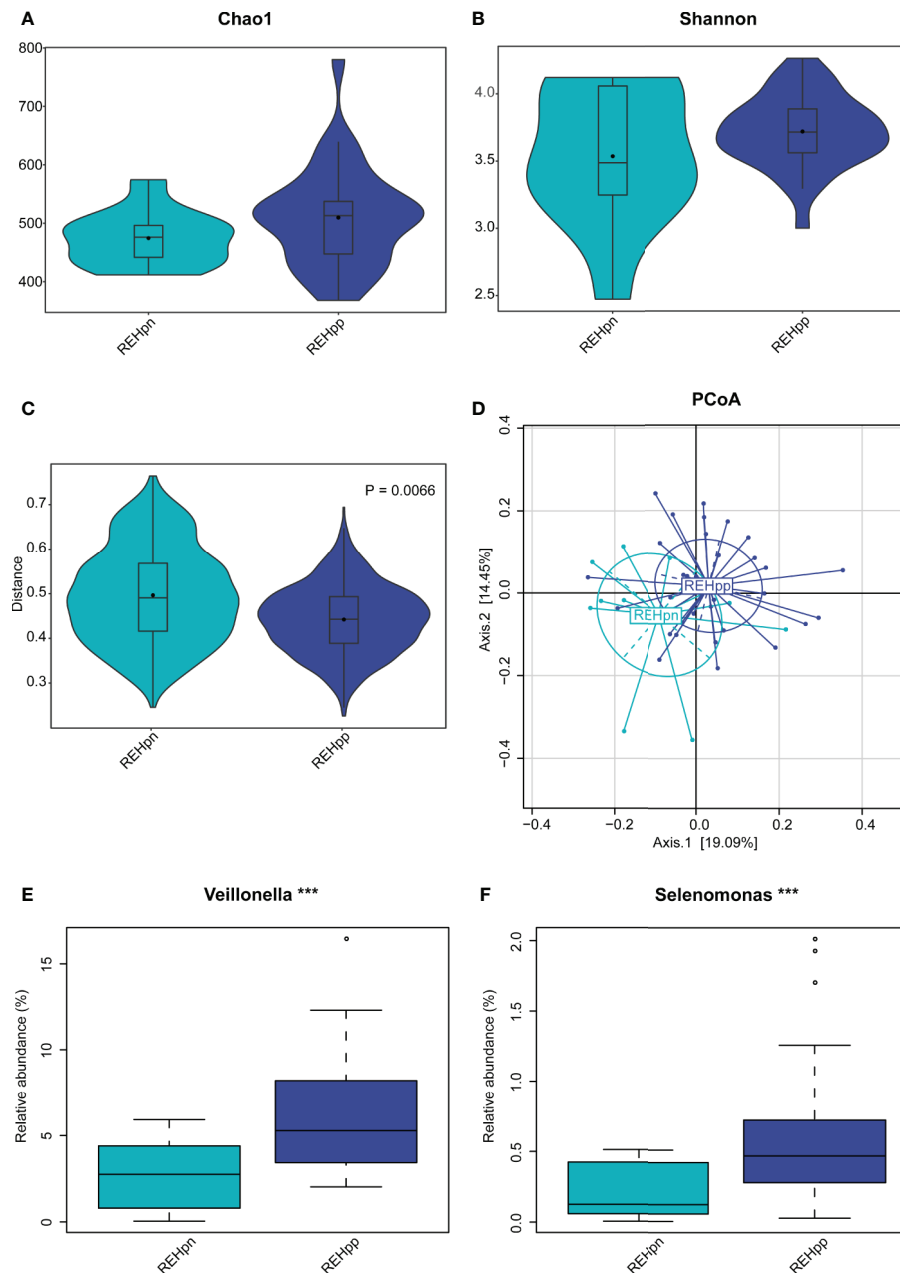 A
Chao1
800
700
600
500
400
REHpn
REHpp
B
Shannon
4.0
3.5
3.0
2.5
REHpn
REHpp
C
P = 0.0066
Distance
0.7
0.6
0.5
0.4
0.3
REHpn
REHpp
D
PCoA
Axis.2 [14.45%]
0.4
0.2
0.0
−0.2
−0.4
REHpp
REHpn
−0.4
−0.2
0.0
0.2
0.4
Axis.1 [19.09%]
E
Veillonella ***
Relative abundance (%)
15
10
5
0
REHpn
REHpp
F
Selenomonas ***
Relative abundance (%)
2.0
1.5
1.0
0.5
0.0
REHpn
REHpp